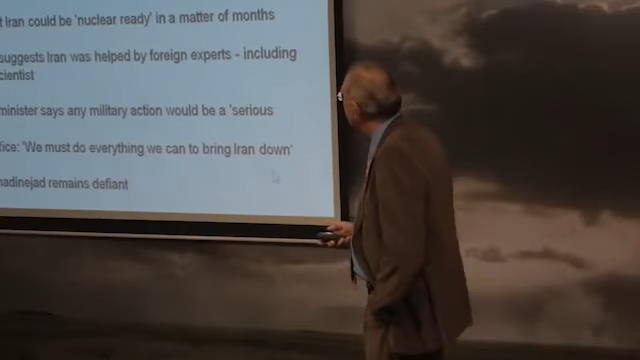 Iran could be 'nuclear ready' in a matter of months
suggests Iran was helped by foreign experts - including
cientist
minister says any military action would be a 'serious
fice: 'We must do everything we can to bring Iran down'
nadinejad remains defiant